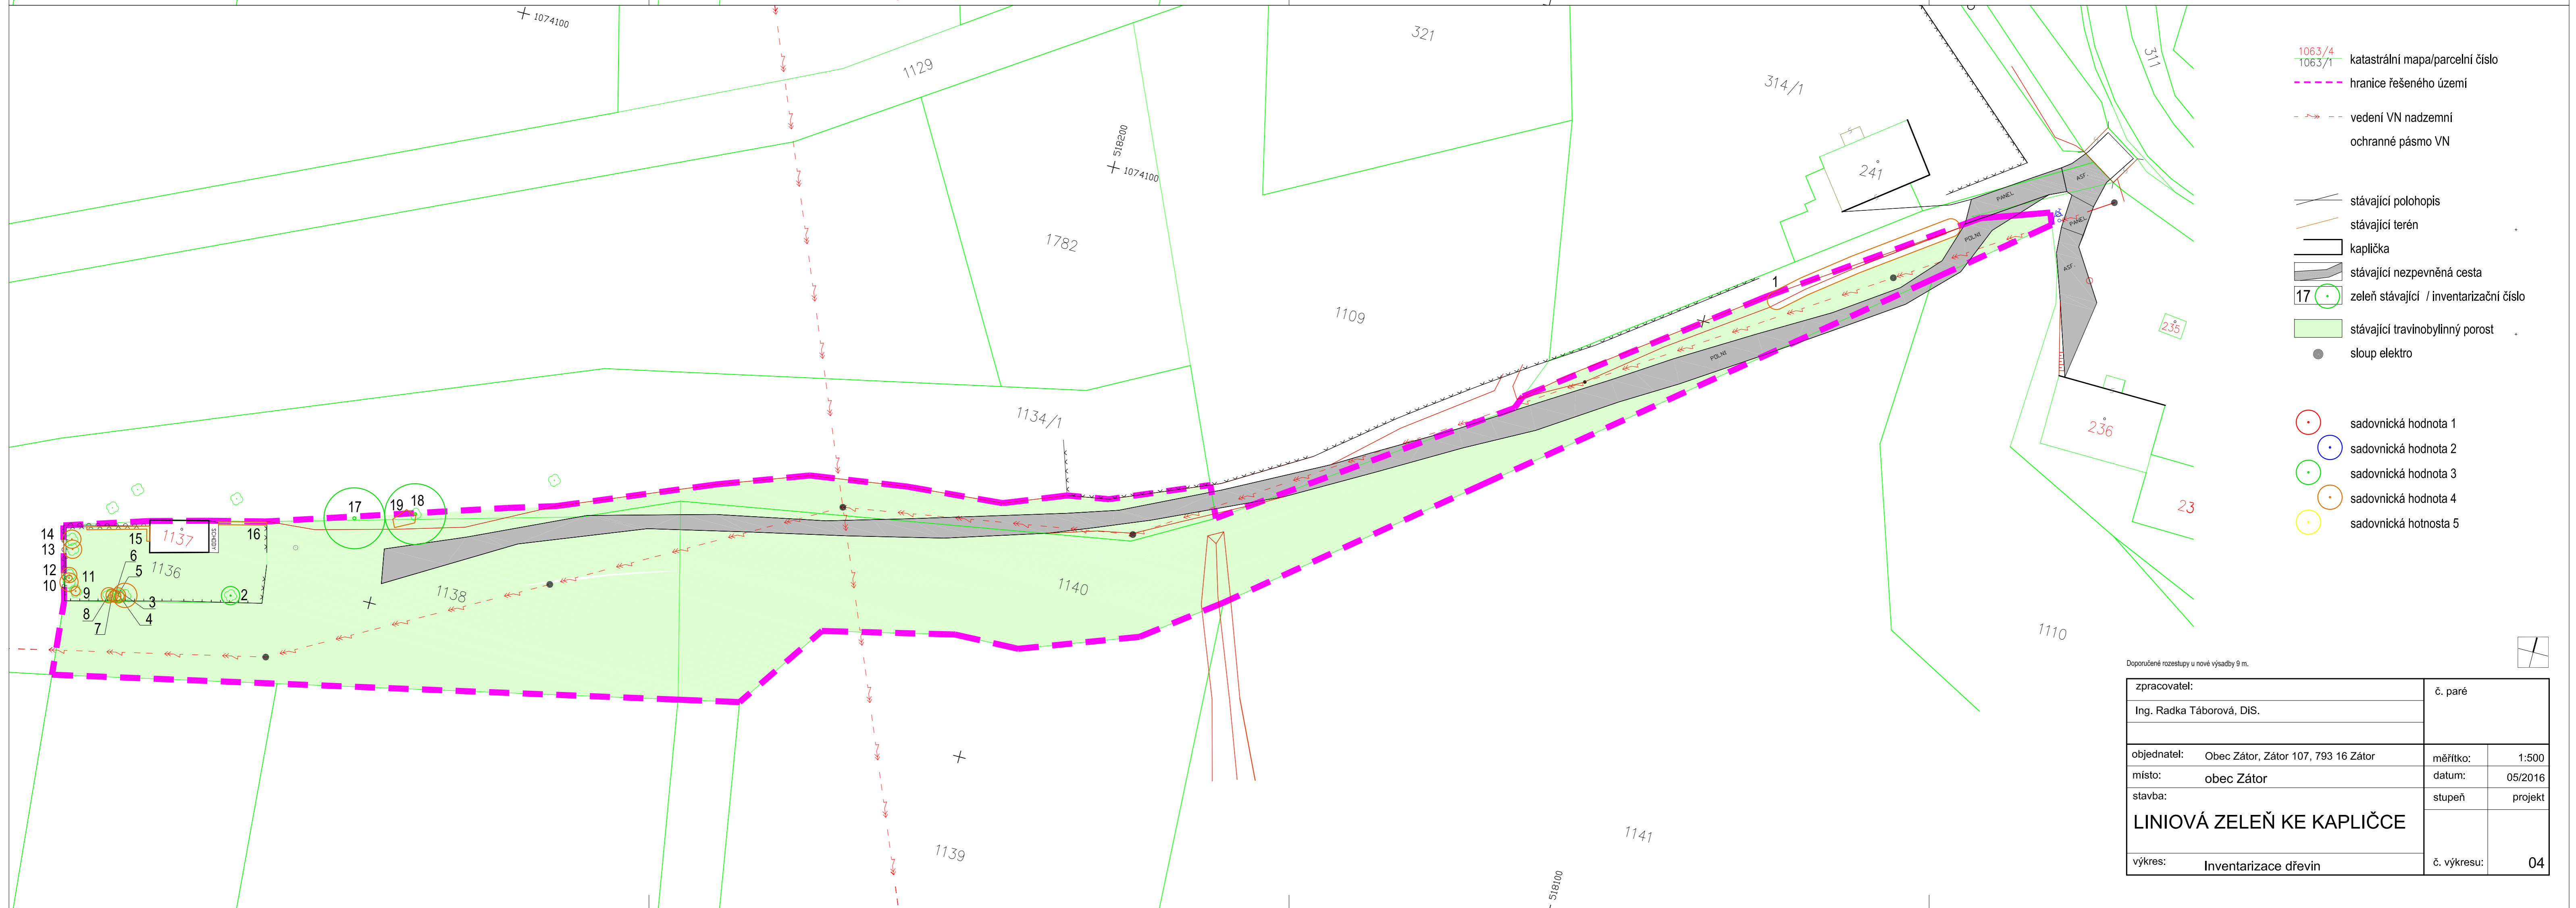 1074100
1129
321
314/1
311
518200
1074100
241
S
PANEL
ASF.
PANEL
POLNI
ASF.
1782
1109
1
POLNI
235
236
23
1134/1
17
19
18
14
13
15
1137
SCHODY
16
6
5
12
11
10
9
1136
8
7
3
4
2
1138
1140
1110
1139
1141
518100
1063/4
1063/1
katastrální mapa/parcelní číslo
hranice řešeného území
vedení VN nadzemní
ochranné pásmo VN
stávající polohopis
stávající terén
kaplička
stávající nezpevněná cesta
17
zeleň stávající / inventarizační číslo
stávající travinobylinný porost
sloup elektro
sadovnická hodnota 1
sadovnická hodnota 2
sadovnická hodnota 3
sadovnická hodnota 4
sadovnická hotnosta 5
Doporučené rozestupy u nové výsadby 9 m.
zpracovatel:
č. paré
Ing. Radka Táborová, DiS.
objednatel: Obec Zátor, Zátor 107, 793 16 Zátor
měřítko: 1:500
místo: obec Zátor
datum: 05/2016
stavba:
stupeň projekt
LINIOVÁ ZELEŇ KE KAPLIČCE
výkres: Inventarizace dřevin
č. výkresu: 04